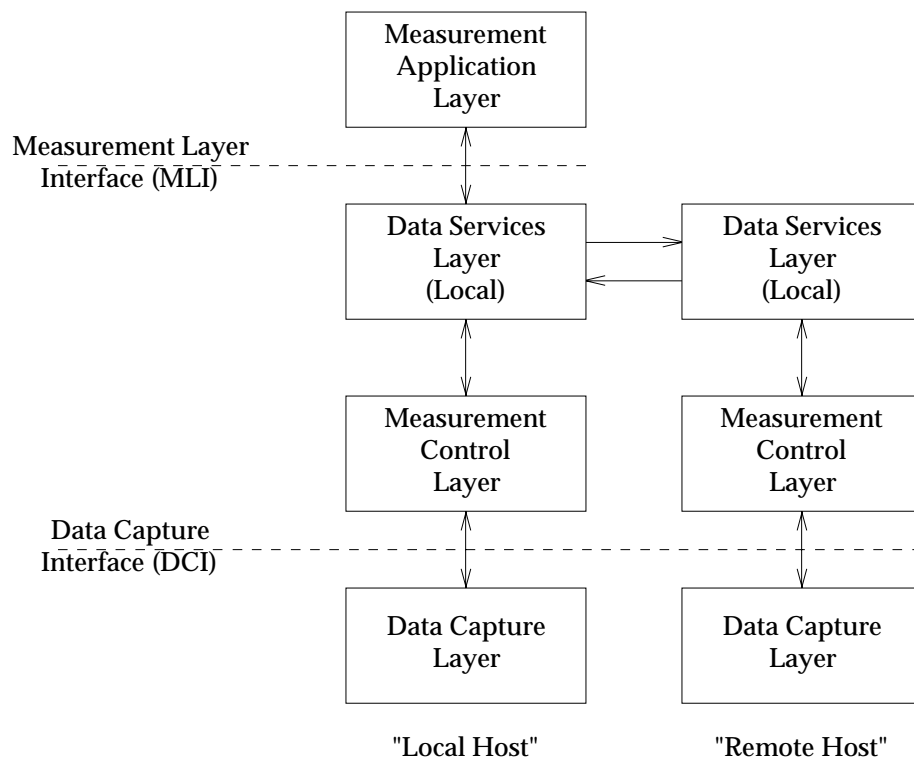 Measurement
Application
Layer
Measurement Layer
Interface (MLI)
Data Services
Layer
(Local)
Data Services
Layer
(Local)
Measurement
Control
Layer
Measurement
Control
Layer
Data Capture
Interface (DCI)
Data Capture
Layer
Data Capture
Layer
"Local Host"
"Remote Host"